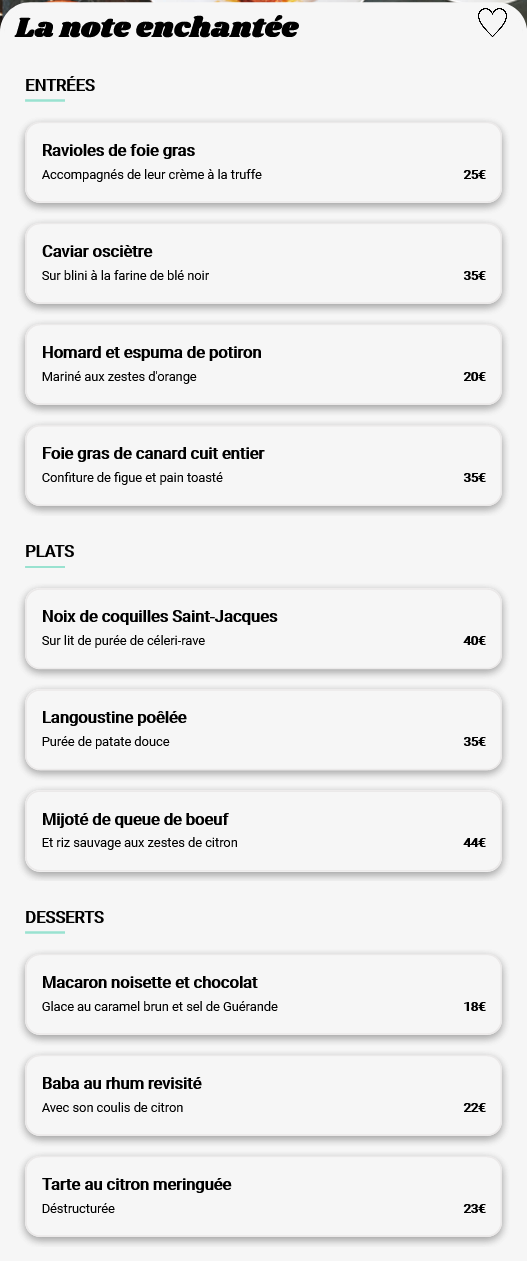 La note enchantée
ENTRÉES
Ravioles de foie gras
Accompagnés de leur crème à la truffe 25€
Caviar osciètre
Sur blini à la farine de blé noir 35€
Homard et espuma de potiron
Mariné aux zestes d'orange 20€
Foie gras de canard cuit entier
Confiture de figue et pain toasté 35€
PLATS
Noix de coquilles Saint-Jacques
Sur lit de purée de céleri-rave 40€
Langoustine poêlée
Purée de patate douce 35€
Mijoté de queue de boeuf
Et riz sauvage aux zestes de citron 44€
DESSERTS
Macaron noisette et chocolat
Glace au caramel brun et sel de Guérande 18€
Baba au rhum revisité
Avec son coulis de citron 22€
Tarte au citron meringuée
Déstructurée 23€